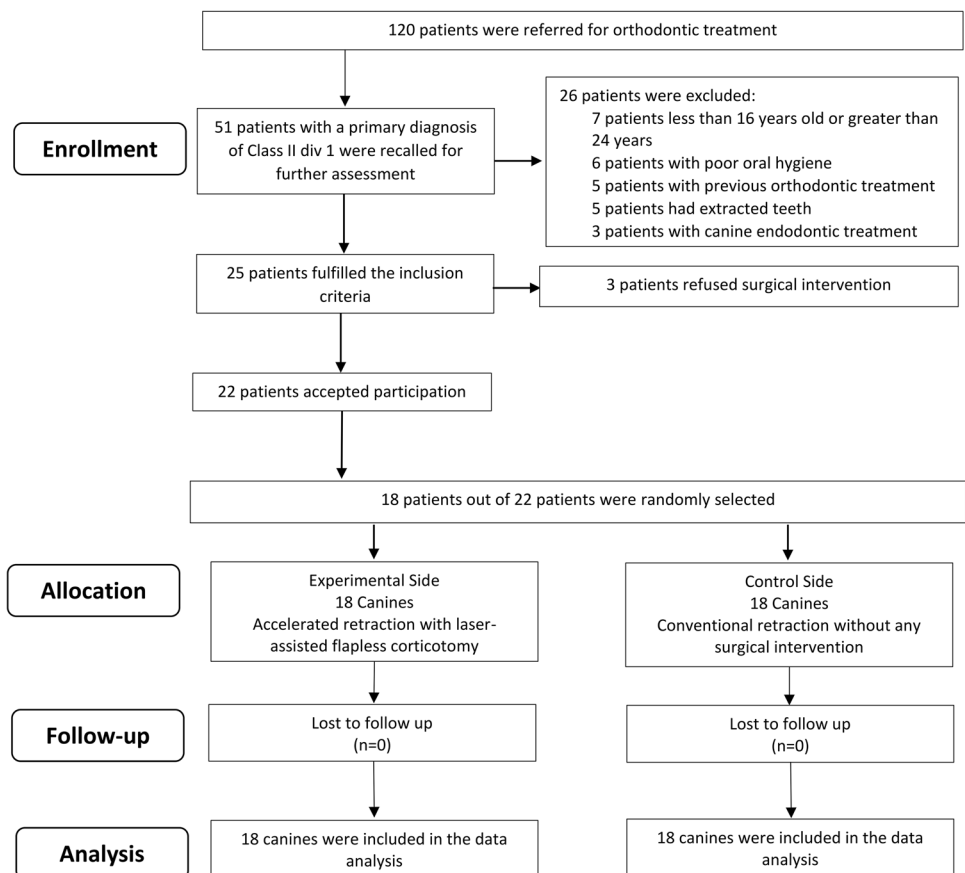 120 patients were referred for orthodontic treatment
Enrollment
51 patients with a primary diagnosis
of Class II div 1 were recalled for
further assessment
26 patients were excluded:
7 patients less than 16 years old or greater than
24 years
6 patients with poor oral hygiene
5 patients with previous orthodontic treatment
5 patients had extracted teeth
3 patients with canine endodontic treatment
25 patients fulfilled the inclusion
criteria
3 patients refused surgical intervention
22 patients accepted participation
18 patients out of 22 patients were randomly selected
Allocation
Experimental Side
18 Canines
Accelerated retraction with laser-
assisted flapless corticotomy
Control Side
18 Canines
Conventional retraction without any
surgical intervention
Follow-up
Lost to follow up
(n=0)
Lost to follow up
(n=0)
Analysis
18 canines were included in the data
analysis
18 canines were included in the data
analysis